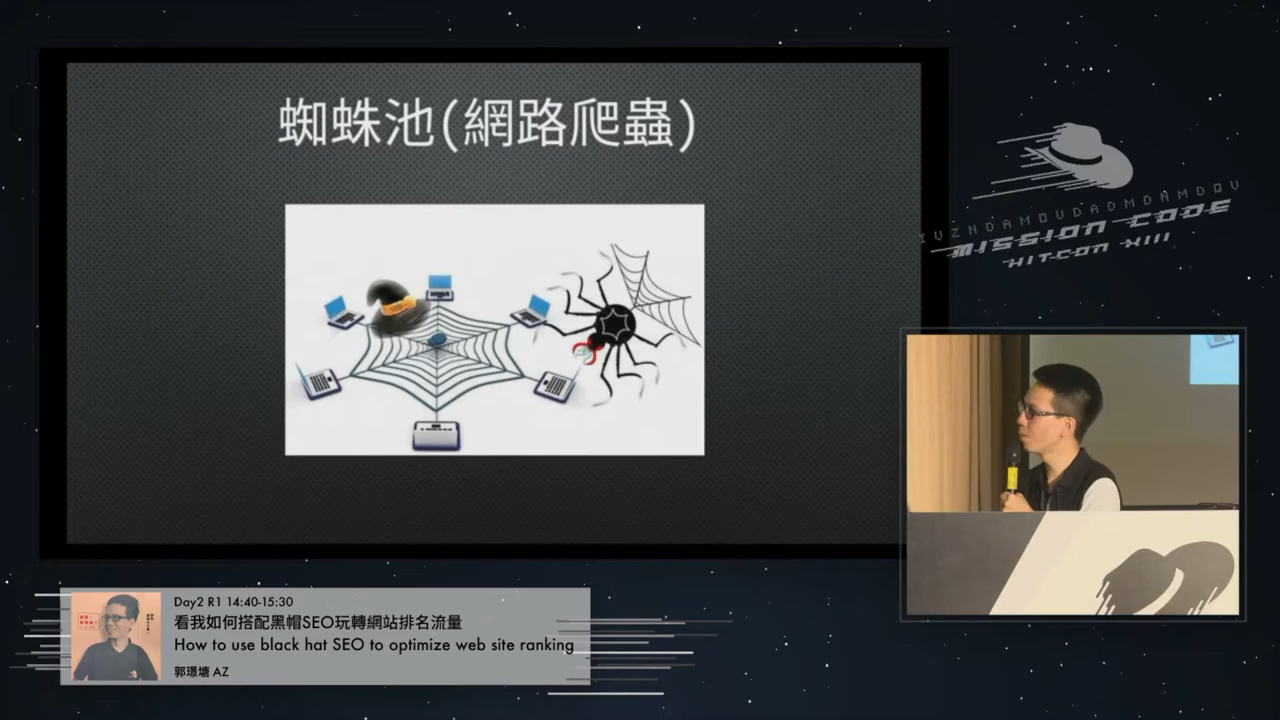 蜘蛛池(網路爬蟲)
IVZNDAMOVDADMDAMDQV
MISSION CODE
HITCON XIII
Day2 R1 14:40-15:30
看我如何搭配黑帽SEO玩轉網站排名流量
How to use black hat SEO to optimize web site ranking
郭璟塘 AZ